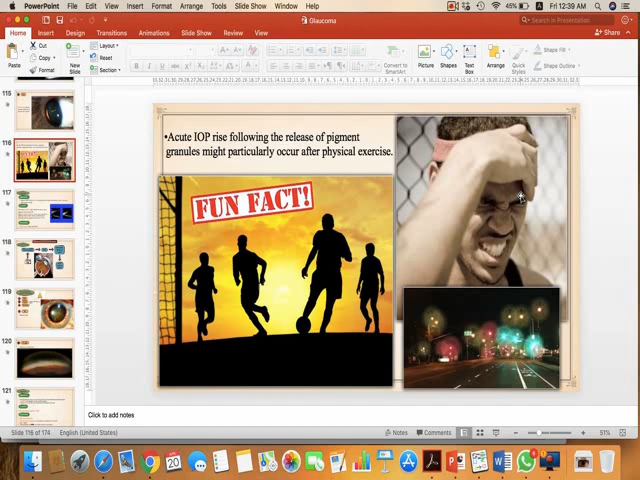 PowerPoint File Edit View Insert Format Arrange Tools Slide Show Window Help 45% Fri 12:39 AM
Glaucoma
Search in Presentation
Home Insert Design Transitions Animations Slide Show Review View Share
Cut
Copy
Format
Paste
New Slide
Layout
Reset
Section
B I U
Convert to SmartArt
Picture
Shapes
Text Box
Arrange
Quick Styles
Shape Fill
Shape Outline
115
116
117
118
119
120
121
•Acute IOP rise following the release of pigment
granules might particularly occur after physical exercise.
FUN FACT!
Click to add notes
Slide 116 of 174 English (United States) Notes Comments 51%
20